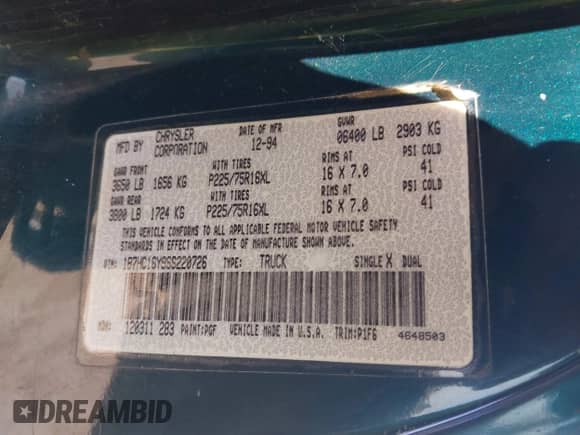 MFD BY CHRYSLER CORPORATION DATE OF MFR 12-94 GVWR 06400 LB 2903 KG
GAWR FRONT WITH TIRES RIMS AT PSI COLD
3650 LB 1656 KG P225/75R16XL 16 X 7.0 41
GAWR REAR WITH TIRES RIMS AT PSI COLD
3800 LB 1724 KG P225/75R16XL 16 X 7.0 41
THIS VEHICLE CONFORMS TO ALL APPLICABLE FEDERAL MOTOR VEHICLE SAFETY
STANDARDS IN EFFECT ON THE DATE OF MANUFACTURE SHOWN ABOVE.
VIN: 1B7HC16Y9SS220726 TYPE: TRUCK SINGLE X DUAL
MDH: 120311 283 PAINT:PGF VEHICLE MADE IN U.S.A. TRIM:P1F6 4648503
DREAMBID